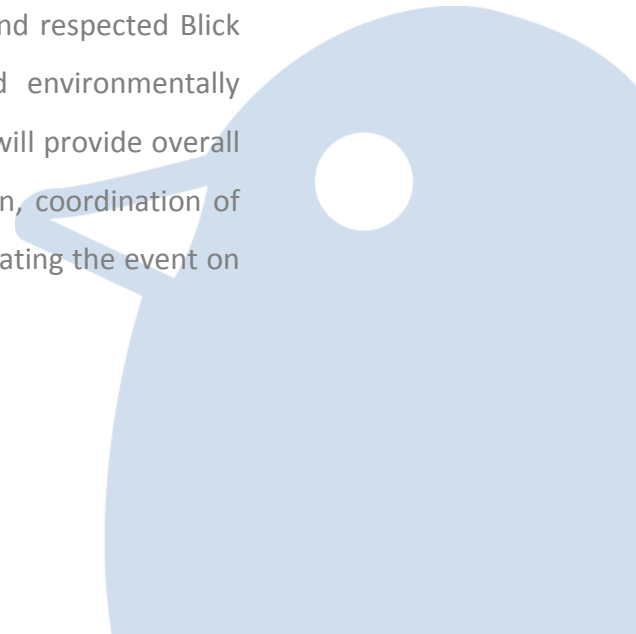 nd respected Blick
d environmentally
will provide overall
n, coordination of
ating the event on